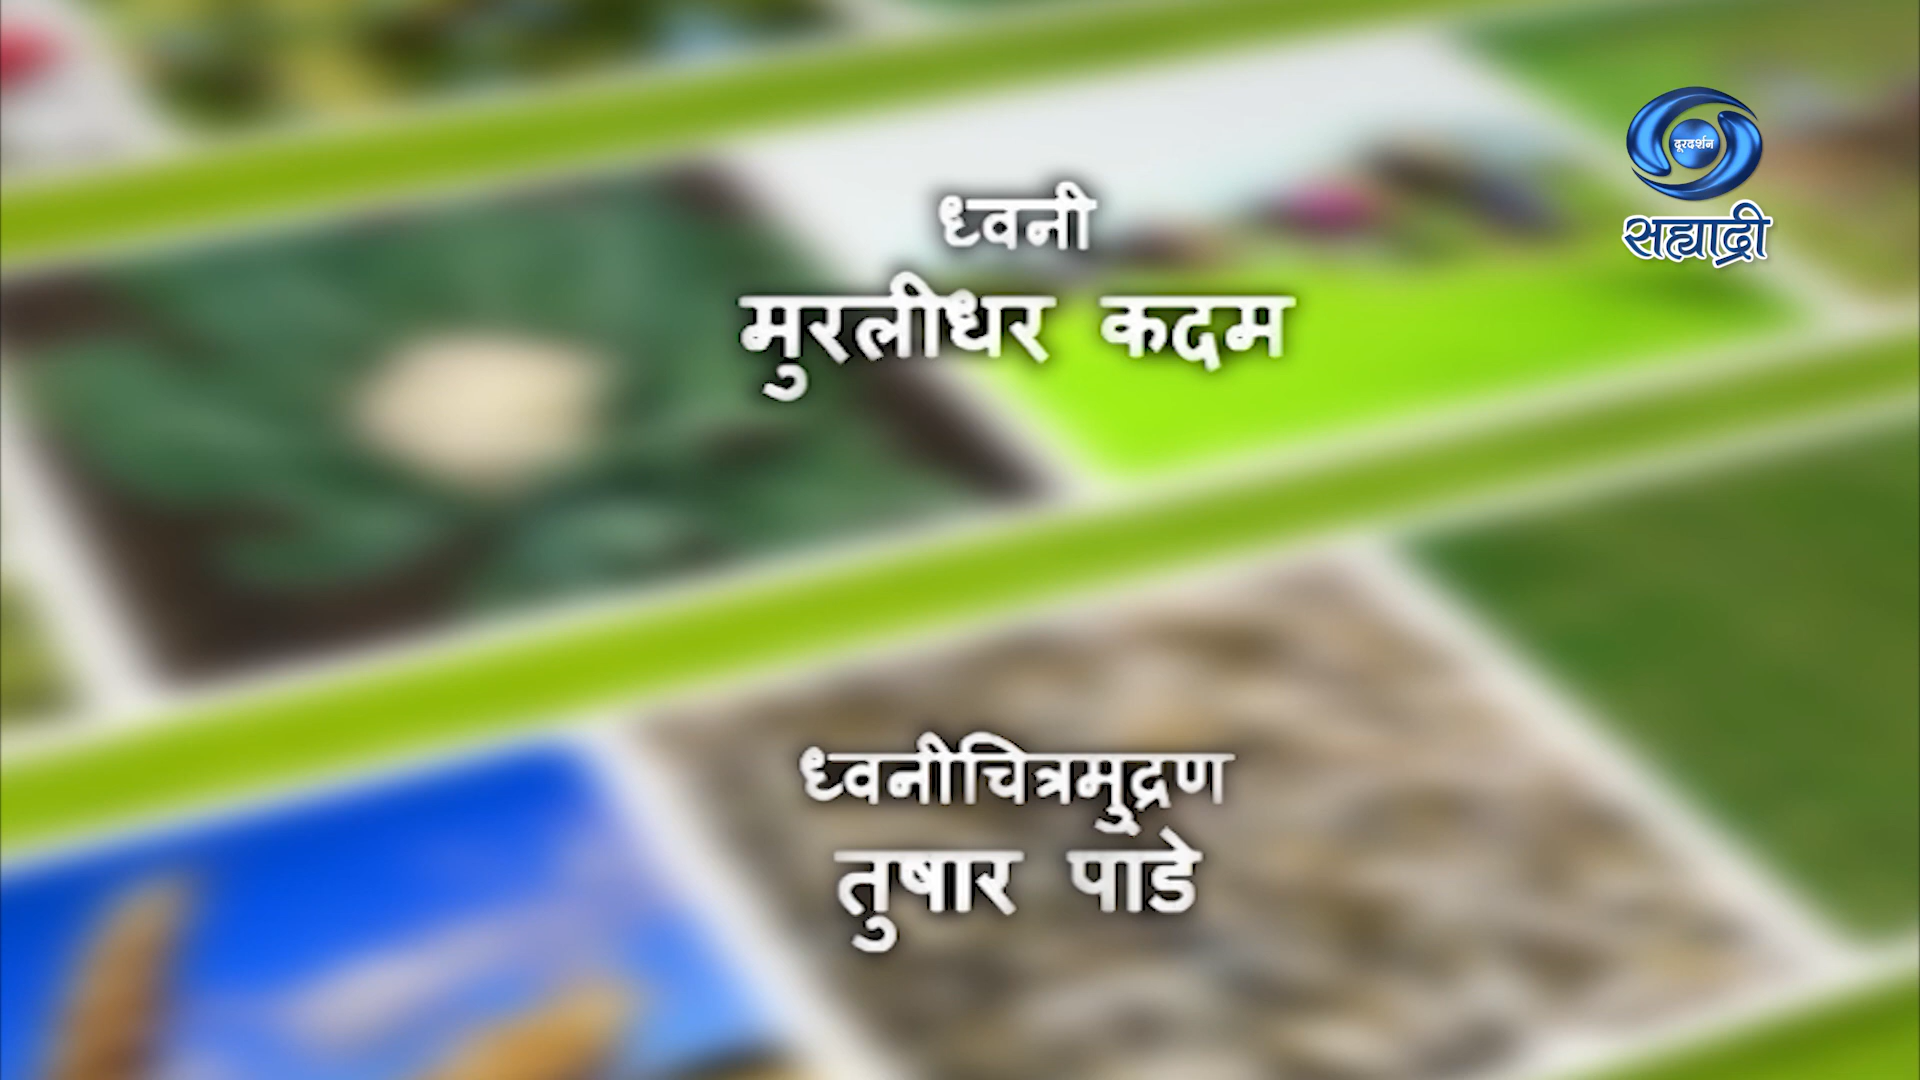 दूरदर्शन
सह्याद्री
ध्वनी
मुरलीधर कदम
ध्वनीचित्रमुद्रण
तुषार पाडे